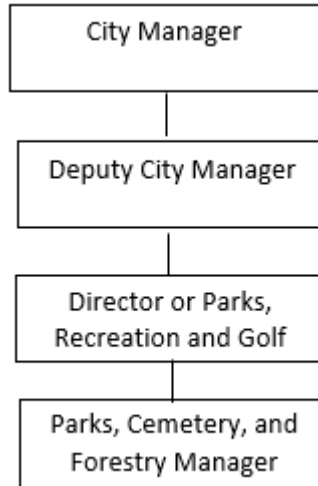 City Manager
Deputy City Manager
Director or Parks,
Recreation and Golf
Parks, Cemetery, and
Forestry Manager